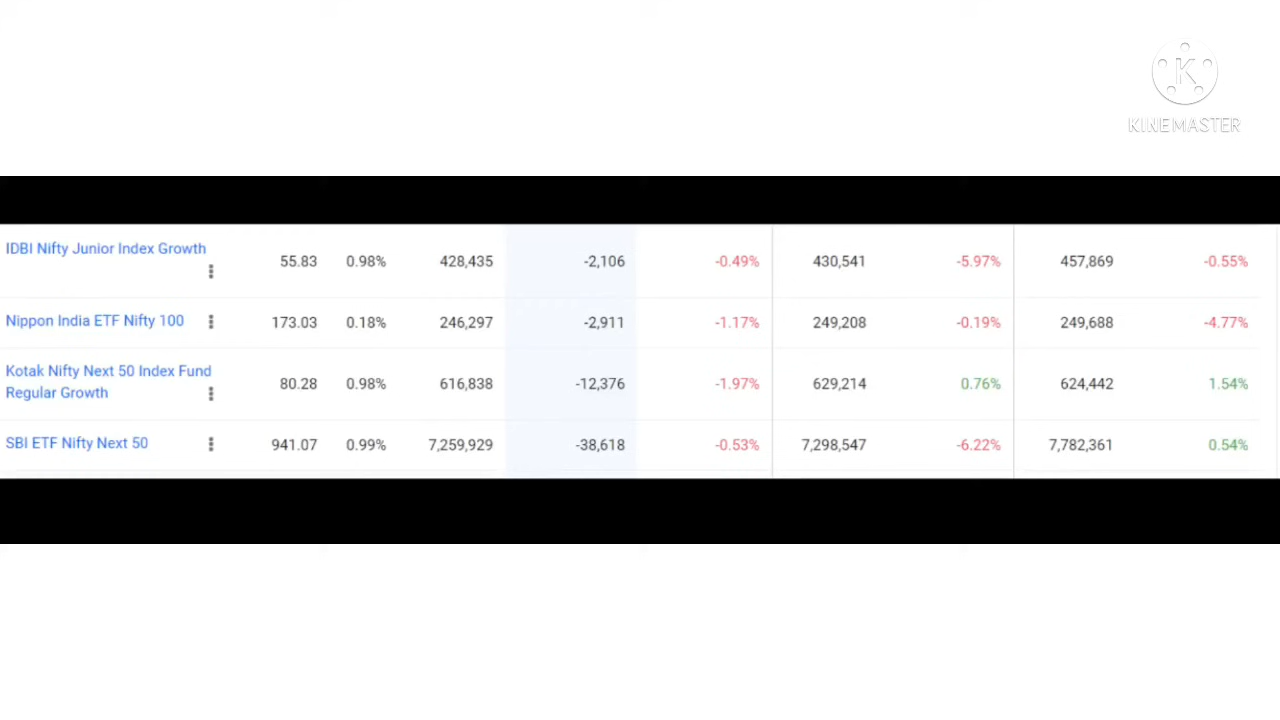 K
KINEMASTER
IDBI Nifty Junior Index Growth 55.83 0.98% 428,435 -2,106 -0.49% 430,541 -5.97% 457,869 -0.55%
Nippon India ETF Nifty 100 173.03 0.18% 246,297 -2,911 -1.17% 249,208 -0.19% 249,688 -4.77%
Kotak Nifty Next 50 Index Fund
Regular Growth 80.28 0.98% 616,838 -12,376 -1.97% 629,214 0.76% 624,442 1.54%
SBI ETF Nifty Next 50 941.07 0.99% 7,259,929 -38,618 -0.53% 7,298,547 -6.22% 7,782,361 0.54%